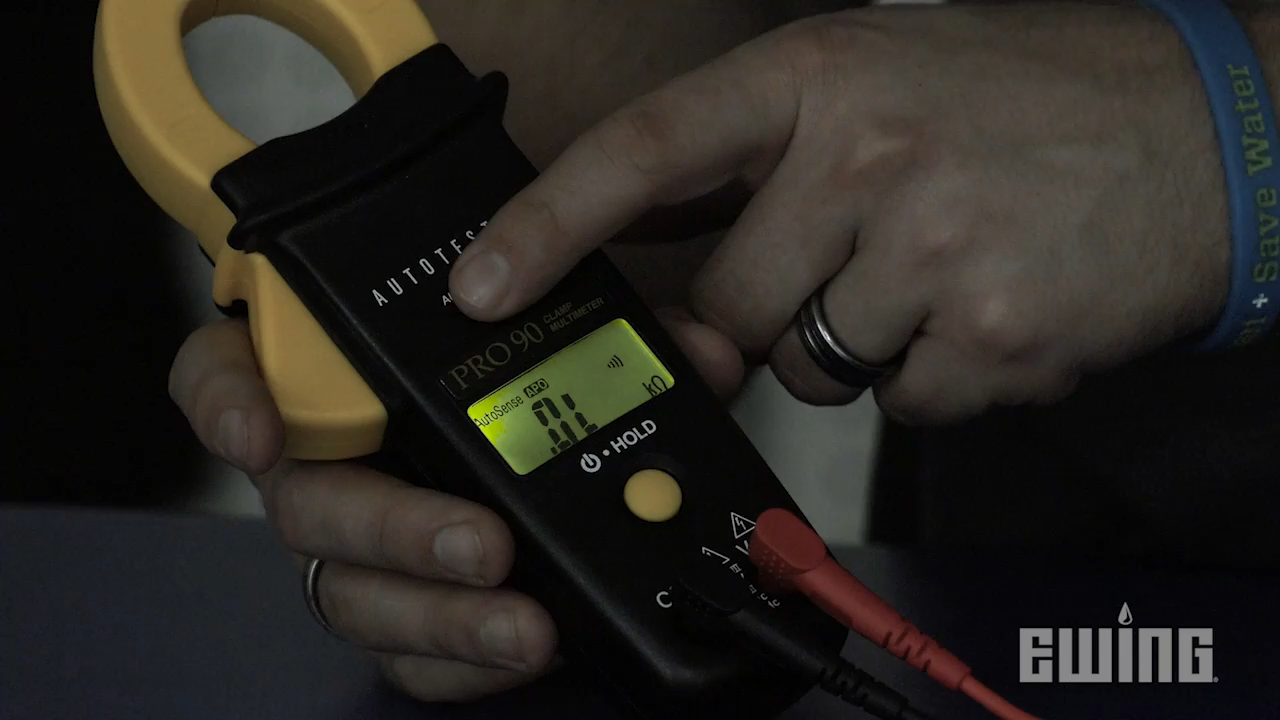 AUTOTEST
PRO 90 CLAMP
MULTIMETER
AutoSense APO
kΩ
• HOLD
+ Save Water
EWING